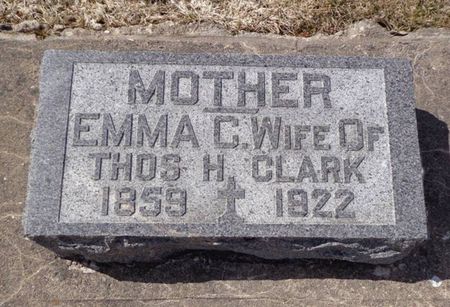 MOTHER
EMMA C. WIFE OF
THOS H. CLARK
1859 1922